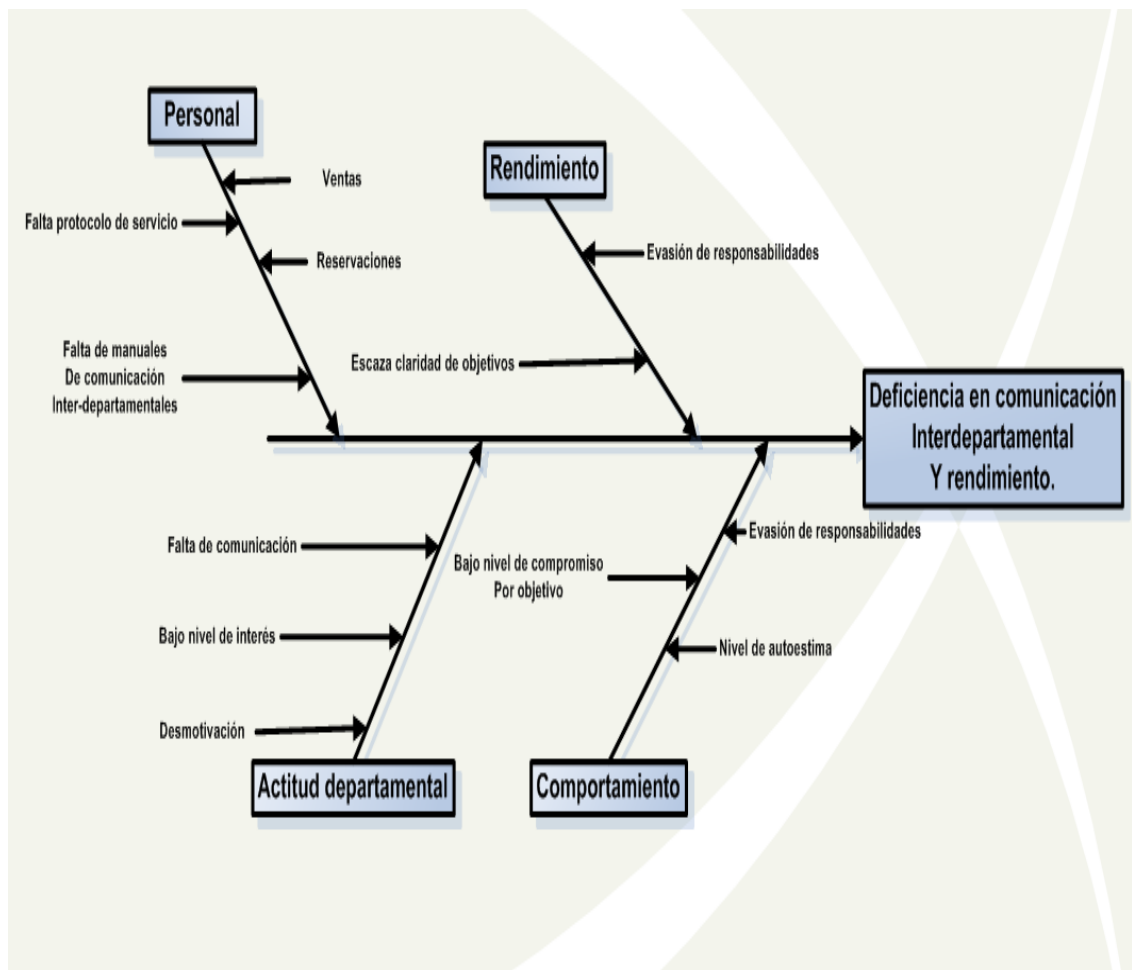 Personal
Ventas
Falta protocolo de servicio
Reservaciones
Falta de manuales
De comunicación
Inter-departamentales
Rendimiento
Evasión de responsabilidades
Escaza claridad de objetivos
Deficiencia en comunicación
Interdepartamental
Y rendimiento.
Falta de comunicación
Bajo nivel de interés
Desmotivación
Actitud departamental
Evasión de responsabilidades
Bajo nivel de compromiso
Por objetivo
Nivel de autoestima
Comportamiento